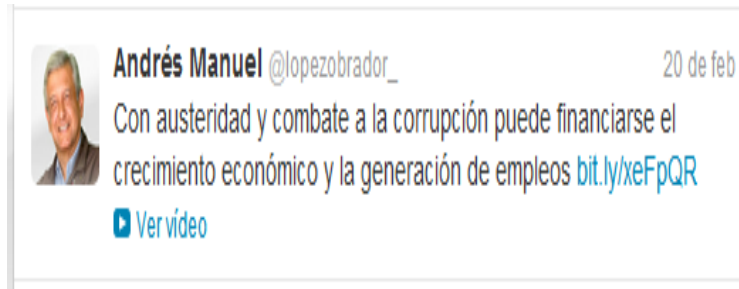 Andrés Manuel @lopezobrador_ 20 de feb
Con austeridad y combate a la corrupción puede financiarse el
crecimiento económico y la generación de empleos bit.ly/xeFpQR
Ver vídeo